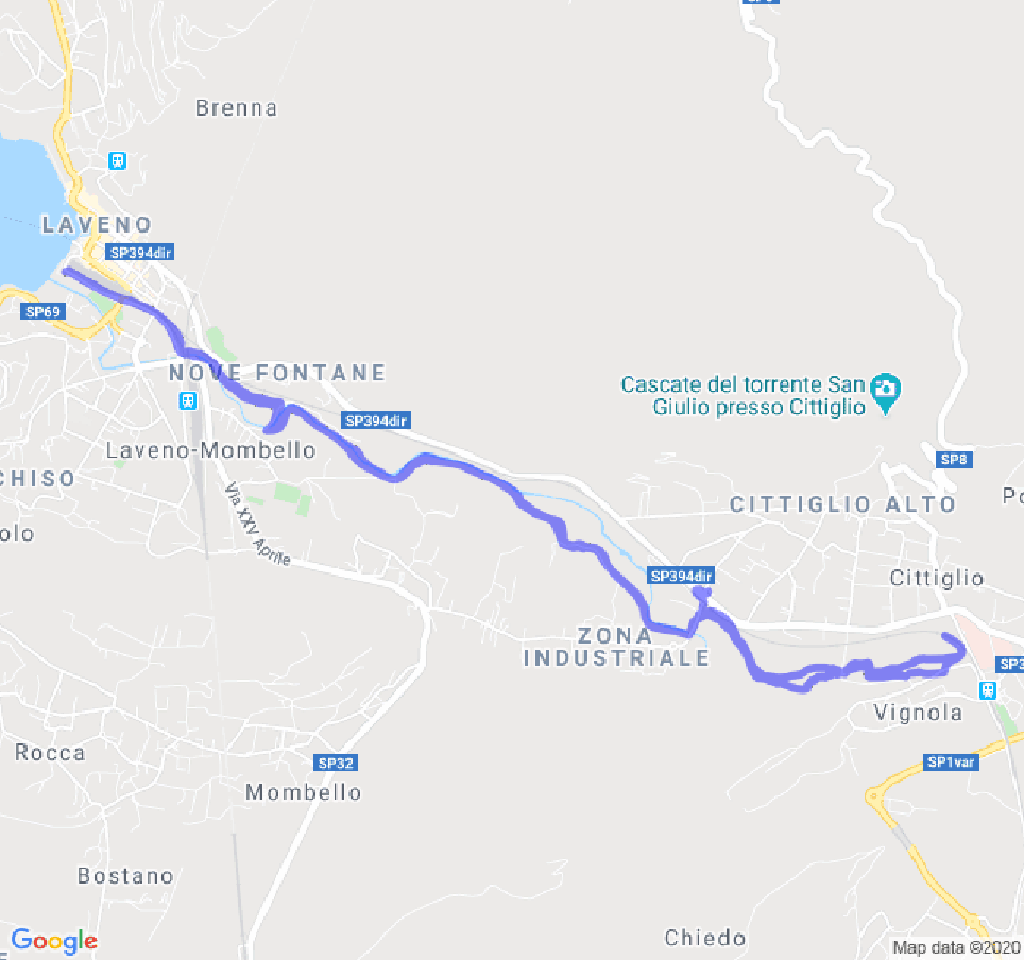 Brenna
LAVENO
SP394dir
SP69
NOVE FONTANE
Cascate del torrente San
Giulio presso Cittiglio
SP394dir
Laveno-Mombello
SP8
CHISO
Via XXV Aprile
CITTIGLIO ALTO
Po
olo
SP394dir
Cittiglio
ZONA
INDUSTRIALE
SP3
Vignola
Rocca
SP32
SP1var
Mombello
Bostano
Chiedo
Google
Map data ©2020